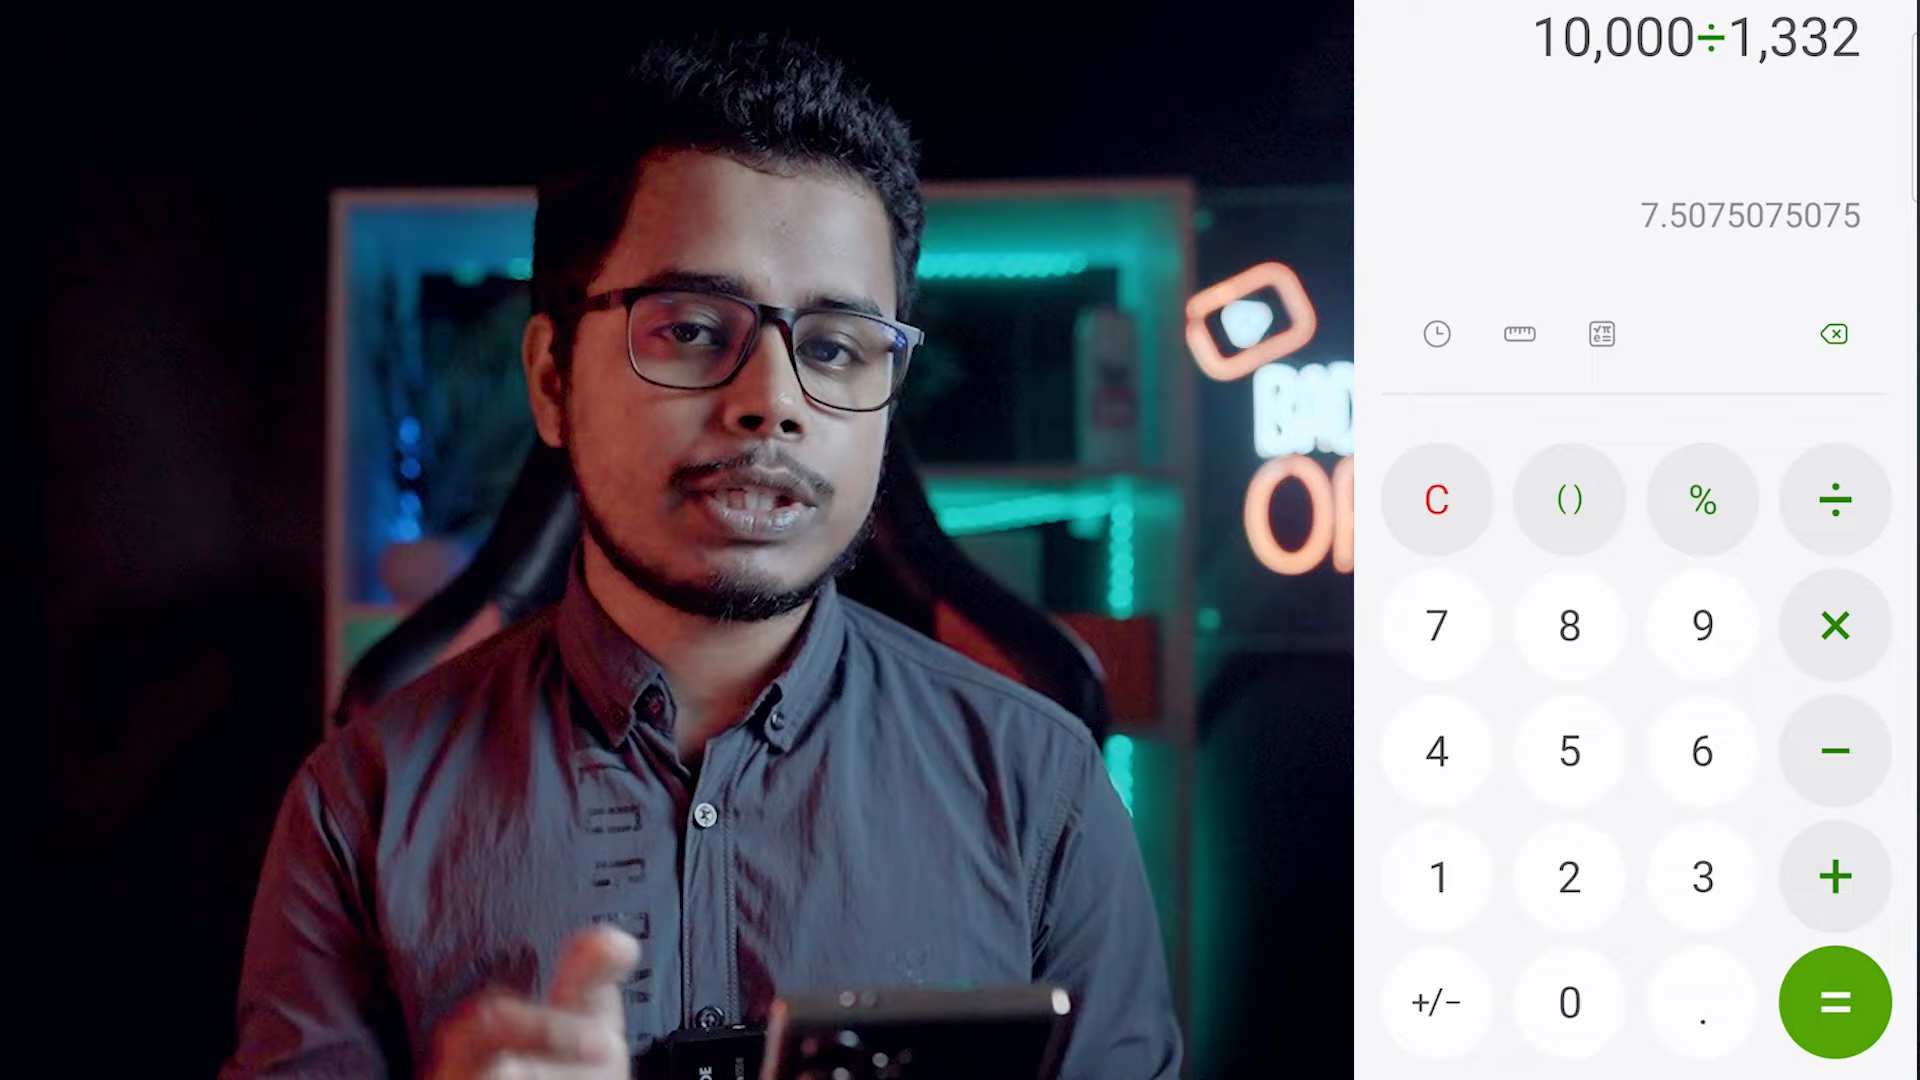 10,000÷1,332
7.5075075075
C () % ÷
7 8 9 ×
4 5 6 −
1 2 3 +
+/− 0 . =